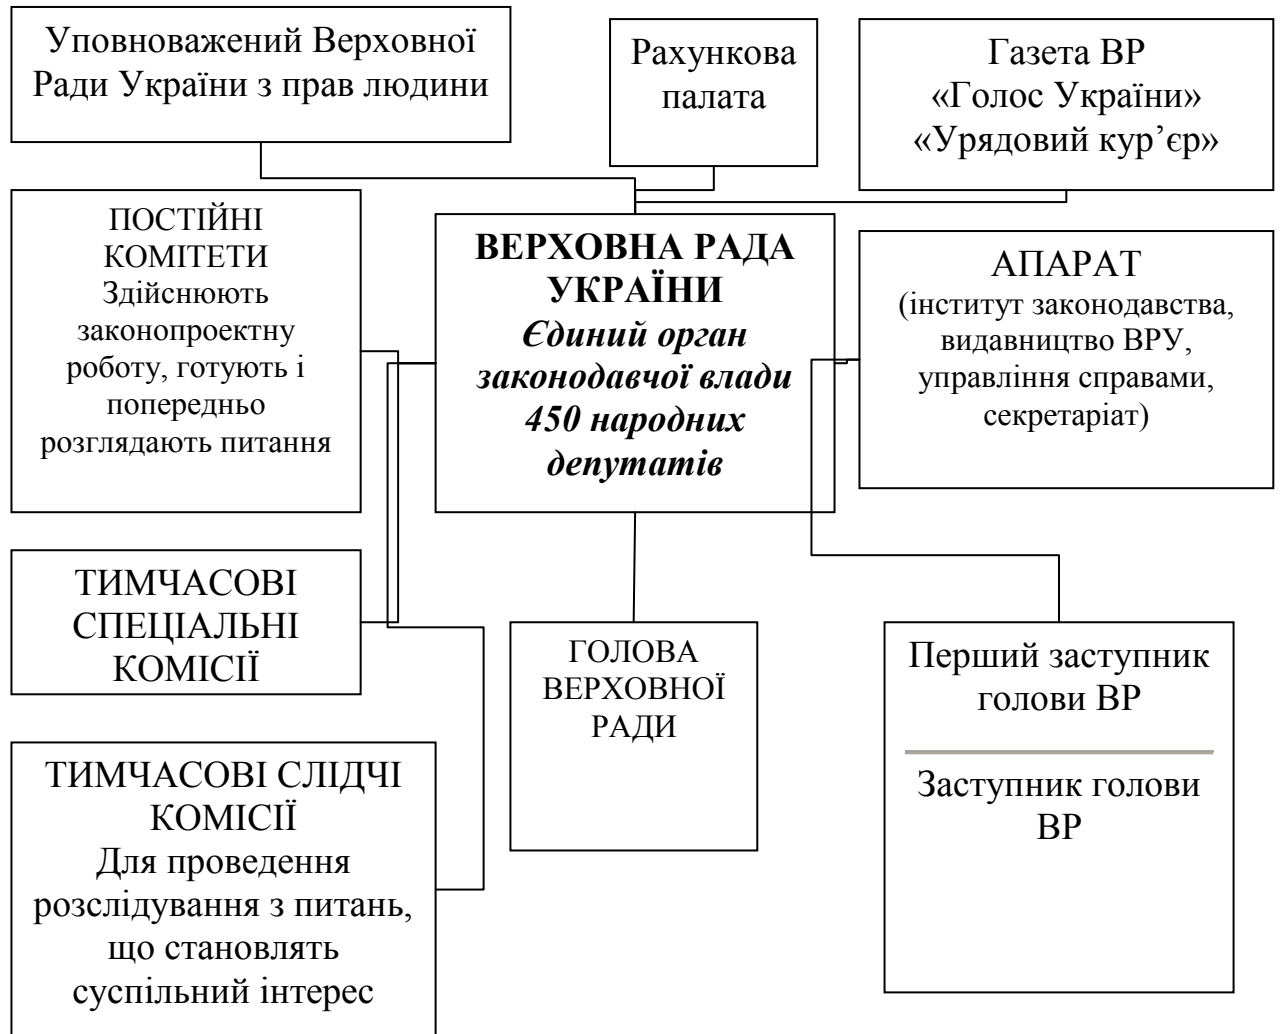 Уповноважений Верховної
Ради України з прав людини
Рахункова
палата
Газета ВР
«Голос України»
«Урядовий кур’єр»
ПОСТІЙНІ
КОМІТЕТИ
Здійснюють
законопроектну
роботу, готують і
попередньо
розглядають питання
ВЕРХОВНА РАДА
УКРАЇНИ
Єдиний орган
законодавчої влади
450 народних
депутатів
АПАРАТ
(інститут законодавства,
видавництво ВРУ,
управління справами,
секретаріат)
ТИМЧАСОВІ
СПЕЦІАЛЬНІ
КОМІСІЇ
ГОЛОВА
ВЕРХОВНОЇ
РАДИ
Перший заступник
голови ВР
Заступник голови
ВР
ТИМЧАСОВІ СЛІДЧІ
КОМІСІЇ
Для проведення
розслідування з питань,
що становлять
суспільний інтерес